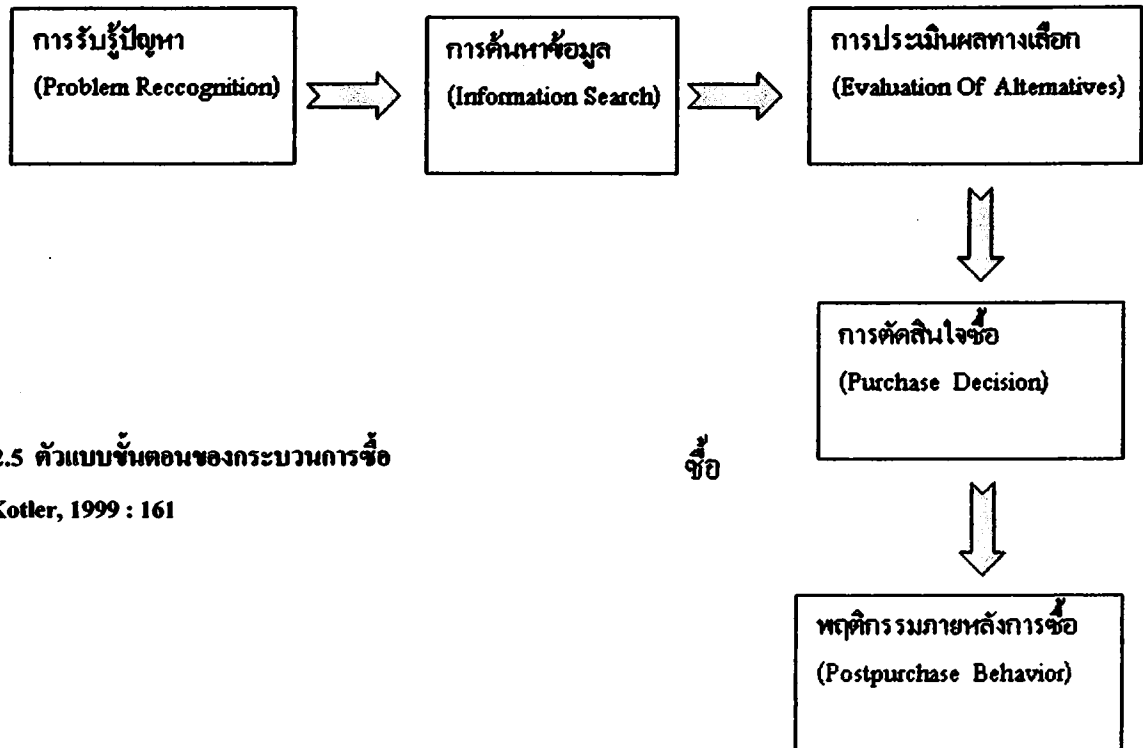 การรับรู้ปัญหา
(Problem Reccognition)
การค้นหาข้อมูล
(Information Search)
การประเมินผลทางเลือก
(Evaluation Of Alternatives)
การตัดสินใจซื้อ
(Purchase Decision)
2.5 ตัวแบบขั้นตอนของกระบวนการซื้อ
ซื้อ
Kotler, 1999 : 161
พฤติกรรมภายหลังการซื้อ
(Postpurchase Behavior)